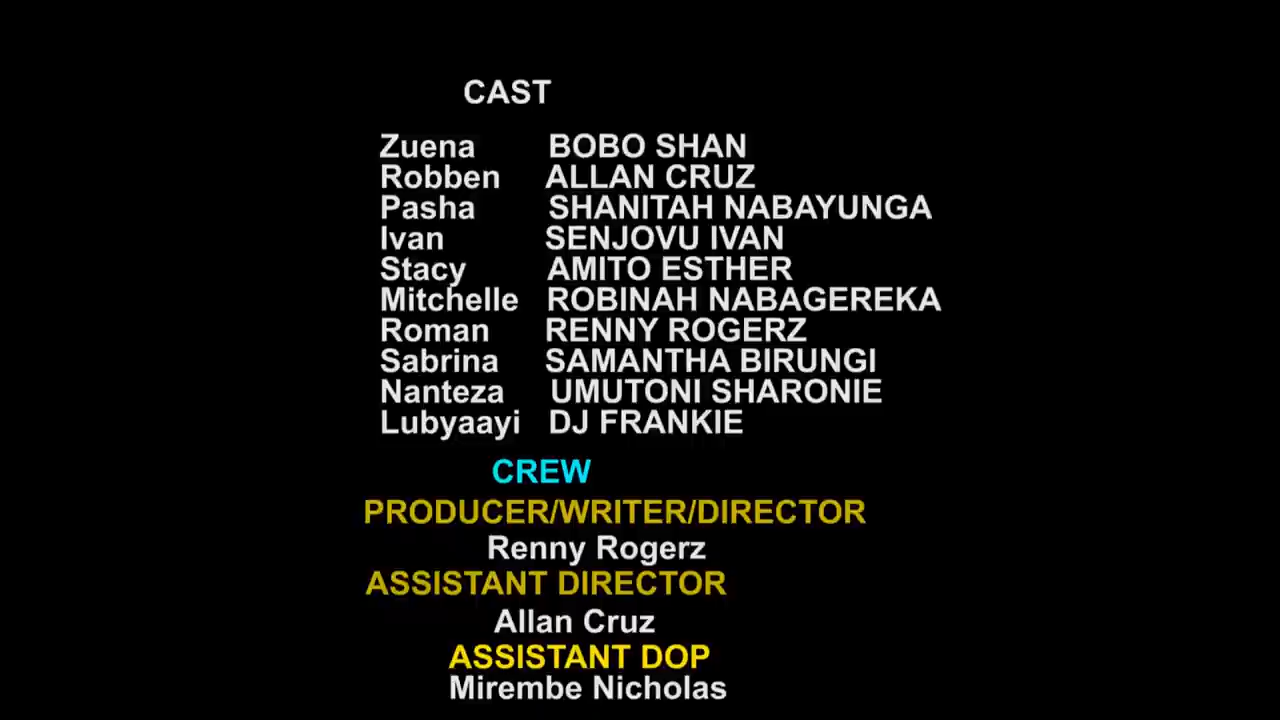 CAST
Zuena BOBO SHAN
Robben ALLAN CRUZ
Pasha SHANITAH NABAYUNGA
Ivan SENJOVU IVAN
Stacy AMITO ESTHER
Mitchelle ROBINAH NABAGEREKA
Roman RENNY ROGERZ
Sabrina SAMANTHA BIRUNGI
Nanteza UMUTONI SHARONIE
Lubyaayi DJ FRANKIE
CREW
PRODUCER/WRITER/DIRECTOR
Renny Rogerz
ASSISTANT DIRECTOR
Allan Cruz
ASSISTANT DOP
Mirembe Nicholas